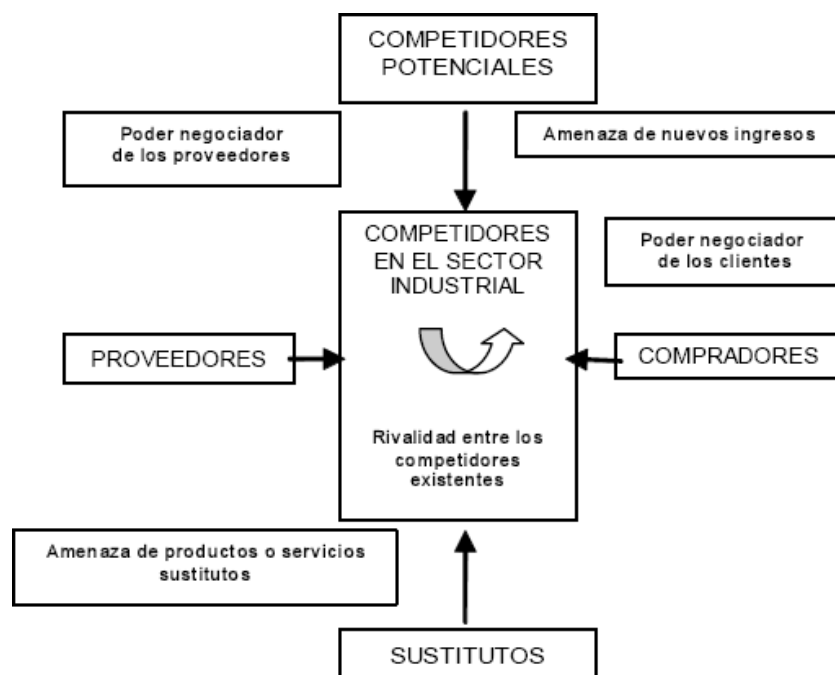 COMPETIDORES
POTENCIALES
Poder negociador
de los proveedores
Amenaza de nuevos ingresos
COMPETIDORES
EN EL SECTOR
INDUSTRIAL
Poder negociador
de los clientes
PROVEEDORES
COMPRADORES
Rivalidad entre los
competidores
existentes
Amenaza de productos o servicios
sustitutos
SUSTITUTOS